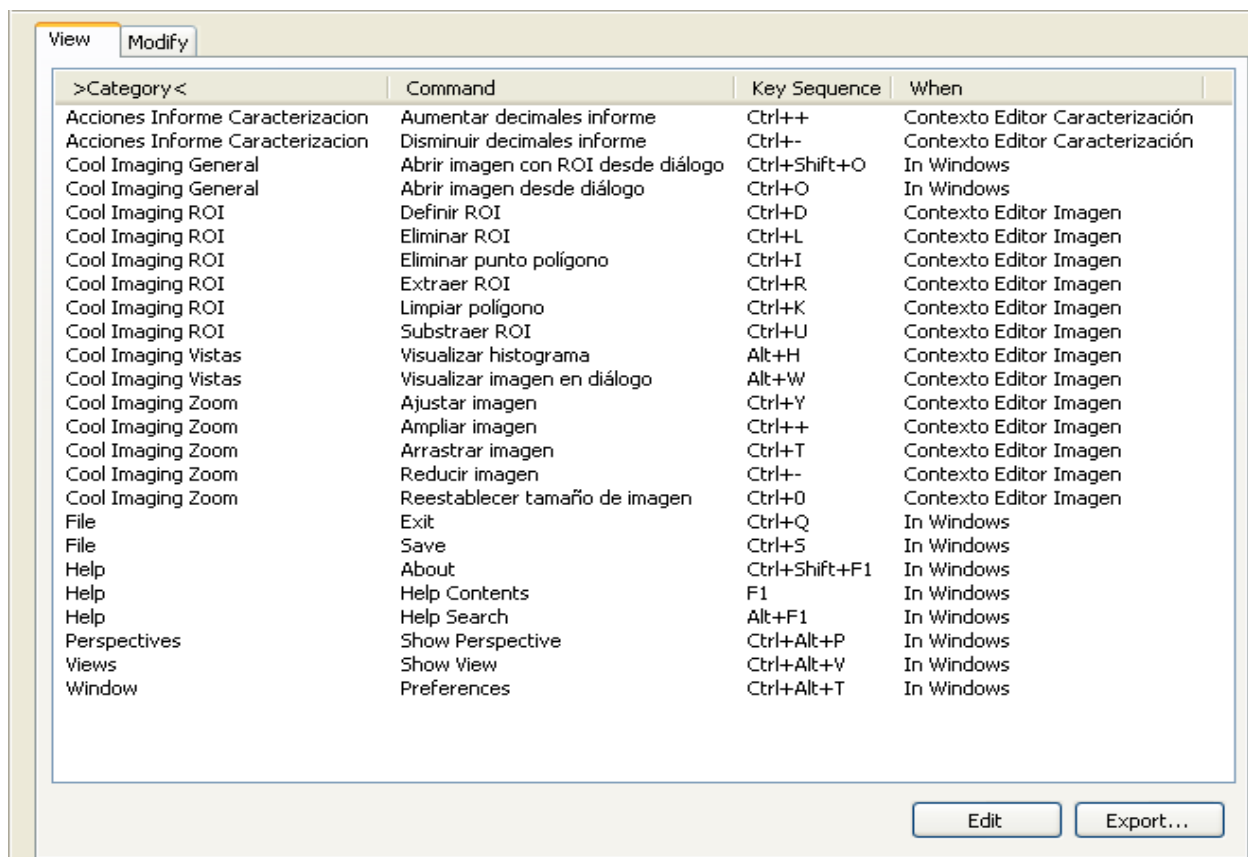 View Modify
>Category< Command Key Sequence When
Acciones Informe Caracterizacion Aumentar decimales informe Ctrl++ Contexto Editor Caracterización
Acciones Informe Caracterizacion Disminuir decimales informe Ctrl+- Contexto Editor Caracterización
Cool Imaging General Abrir imagen con ROI desde diálogo Ctrl+Shift+O In Windows
Cool Imaging General Abrir imagen desde diálogo Ctrl+O In Windows
Cool Imaging ROI Definir ROI Ctrl+D Contexto Editor Imagen
Cool Imaging ROI Eliminar ROI Ctrl+L Contexto Editor Imagen
Cool Imaging ROI Eliminar punto polígono Ctrl+I Contexto Editor Imagen
Cool Imaging ROI Extraer ROI Ctrl+R Contexto Editor Imagen
Cool Imaging ROI Limpiar polígono Ctrl+K Contexto Editor Imagen
Cool Imaging ROI Substraer ROI Ctrl+U Contexto Editor Imagen
Cool Imaging Vistas Visualizar histograma Alt+H Contexto Editor Imagen
Cool Imaging Vistas Visualizar imagen en diálogo Alt+W Contexto Editor Imagen
Cool Imaging Zoom Ajustar imagen Ctrl+Y Contexto Editor Imagen
Cool Imaging Zoom Ampliar imagen Ctrl++ Contexto Editor Imagen
Cool Imaging Zoom Arrastrar imagen Ctrl+T Contexto Editor Imagen
Cool Imaging Zoom Reducir imagen Ctrl+- Contexto Editor Imagen
Cool Imaging Zoom Reestablecer tamaño de imagen Ctrl+0 Contexto Editor Imagen
File Exit Ctrl+Q In Windows
File Save Ctrl+S In Windows
Help About Ctrl+Shift+F1 In Windows
Help Help Contents F1 In Windows
Help Help Search Alt+F1 In Windows
Perspectives Show Perspective Ctrl+Alt+P In Windows
Views Show View Ctrl+Alt+V In Windows
Window Preferences Ctrl+Alt+T In Windows
Edit Export...